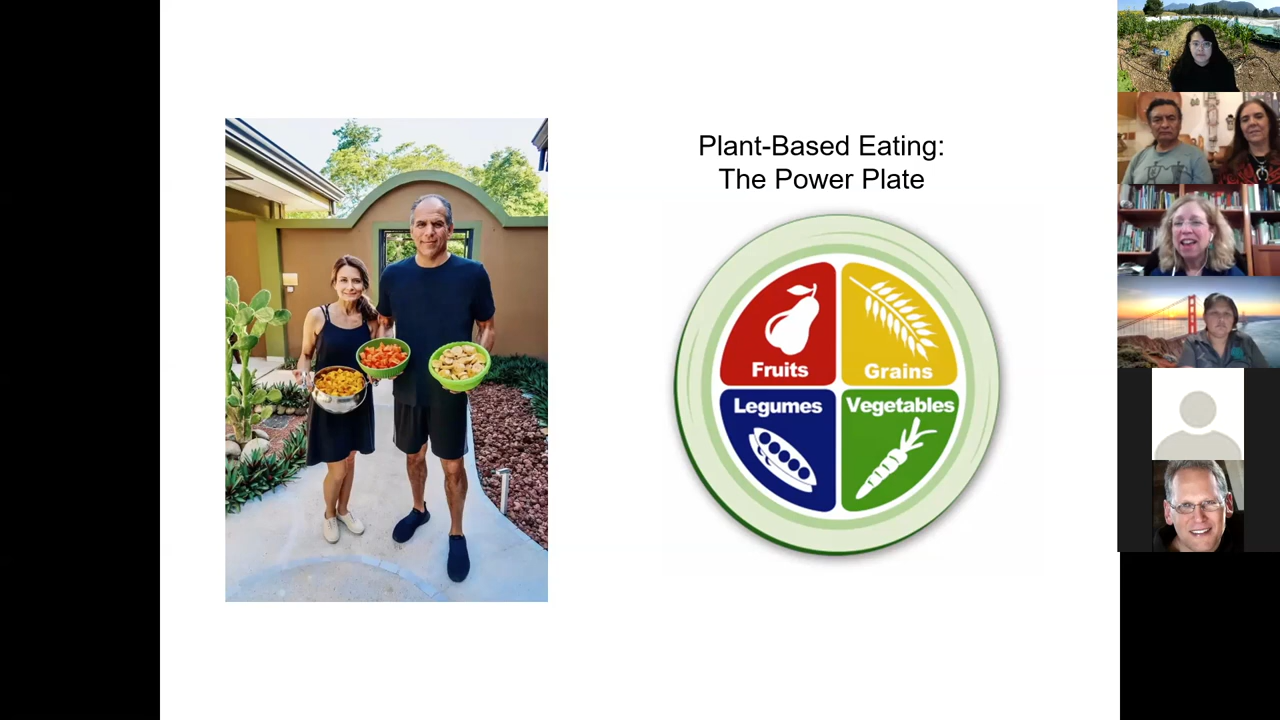 Plant-Based Eating:
The Power Plate
Fruits
Grains
Legumes
Vegetables